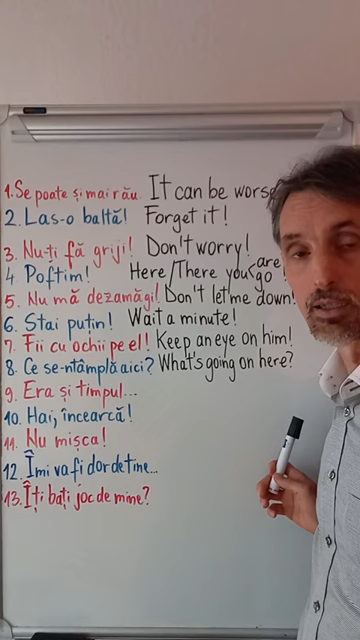 1. Se poate și mai rău. It can be worse
2. Las-o baltă! Forget it!
3. Nu-ți fă griji! Don't worry!
4 Poftim! Here/There you are go !
5. Nu mă dezamăgi! Don't let me down!
6. Stai puțin! Wait a minute!
7. Fii cu ochii pe el! Keep an eye on him!
8. Ce se-ntâmplă aici? What's going on here?
9. Era și timpul...
10. Hai, încearcă!
11. Nu mișca!
12. Îmi va fi dor de tine...
13. Îți bați joc de mine?